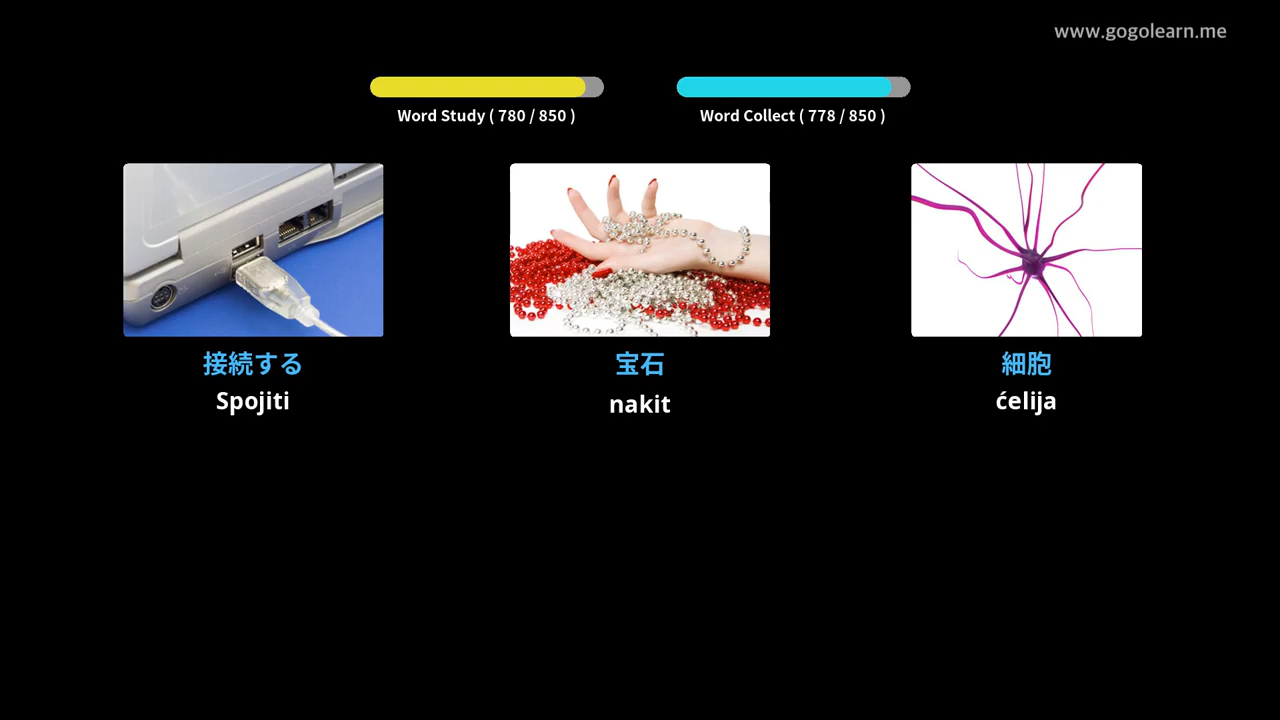 www.gogolearn.me
Word Study ( 780 / 850 )
Word Collect ( 778 / 850 )
接続する
Spojiti
宝石
nakit
細胞
ćelija